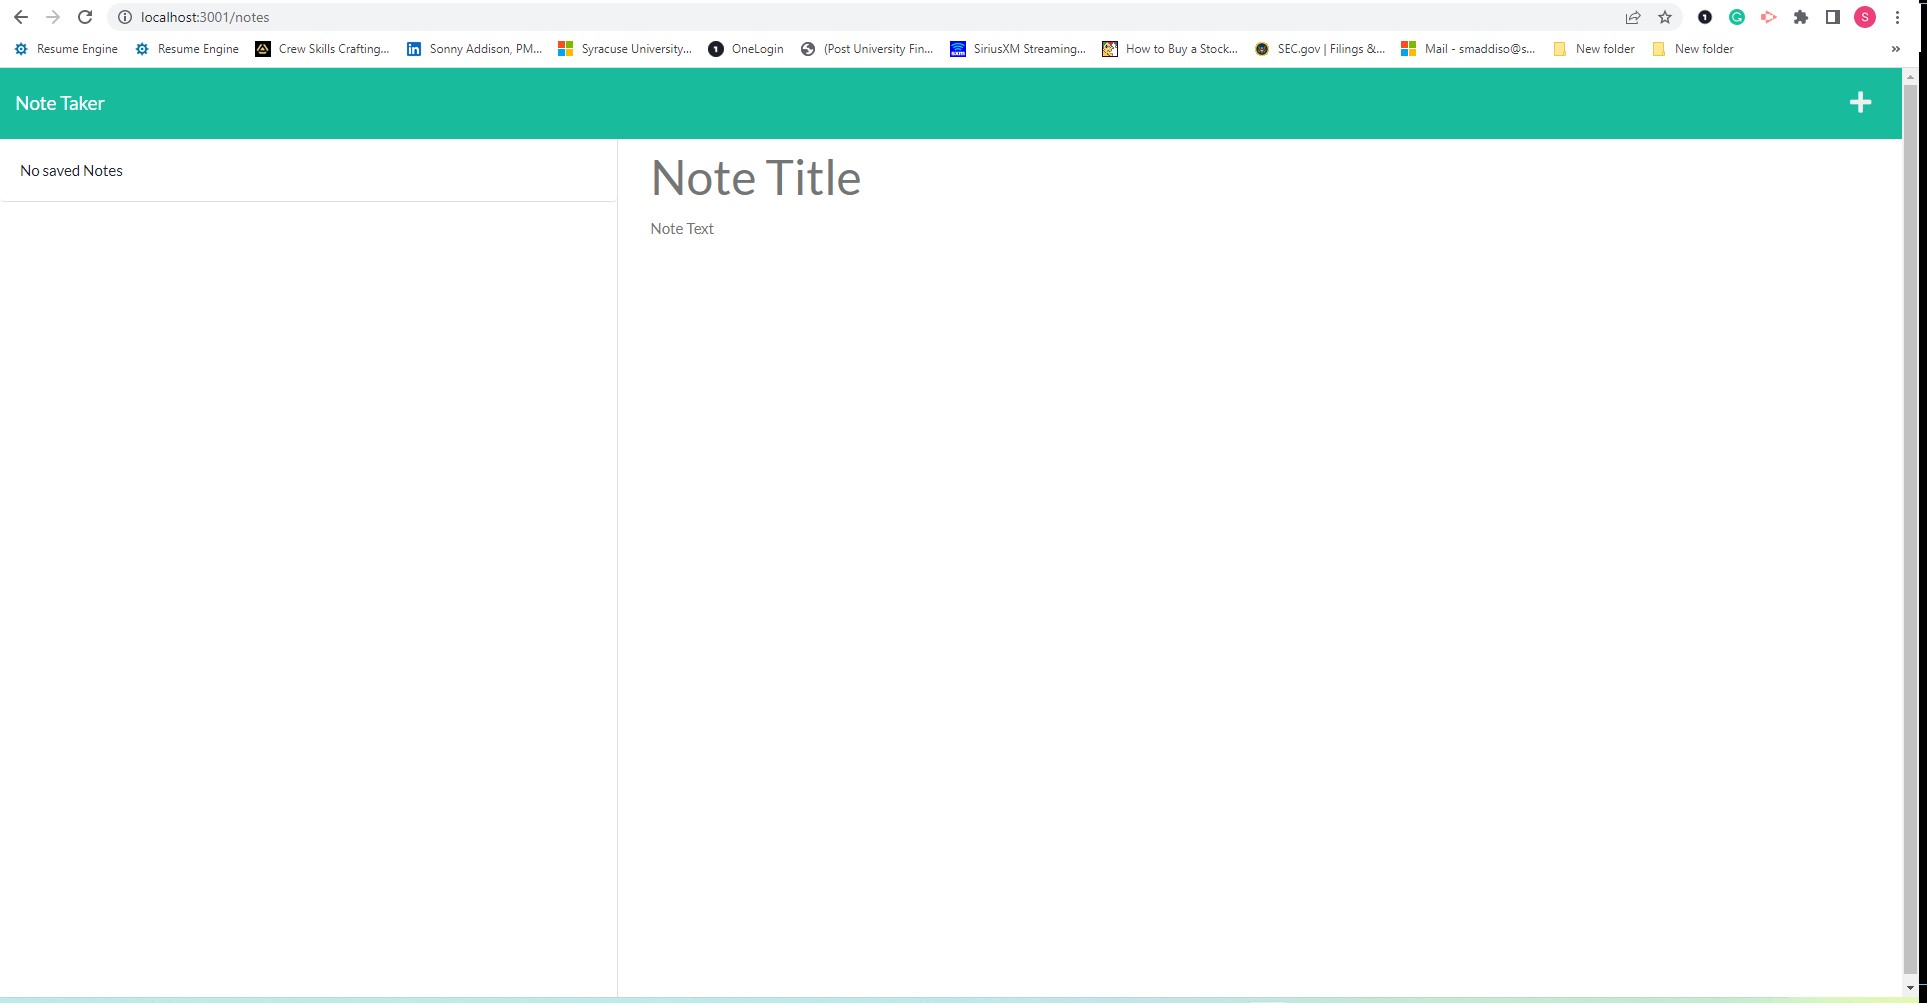 localhost:3001/notes
S
Resume Engine Resume Engine Crew Skills Crafting... Sonny Addison, PM... Syracuse University... OneLogin (Post University Fin... SiriusXM Streaming... How to Buy a Stock... SEC.gov | Filings &... Mail - smaddiso@s... New folder New folder »
Note Taker
No saved Notes
Note Title
Note Text